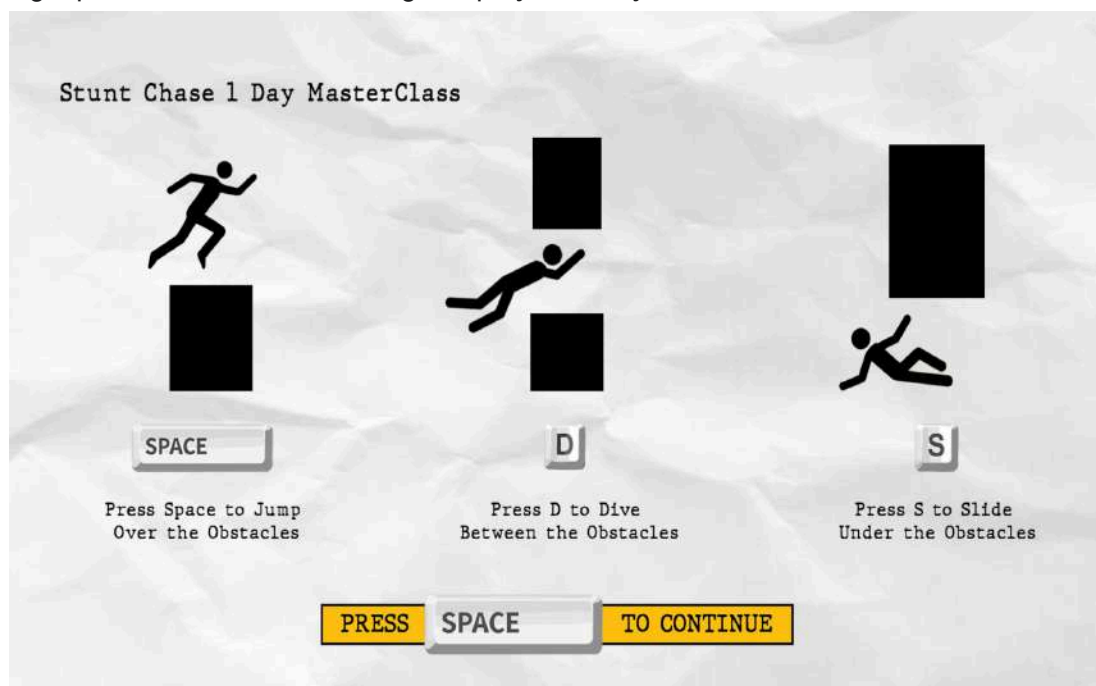 Stunt Chase 1 Day MasterClass
SPACE
Press Space to Jump
Over the Obstacles
D
Press D to Dive
Between the Obstacles
S
Press S to Slide
Under the Obstacles
PRESS SPACE TO CONTINUE